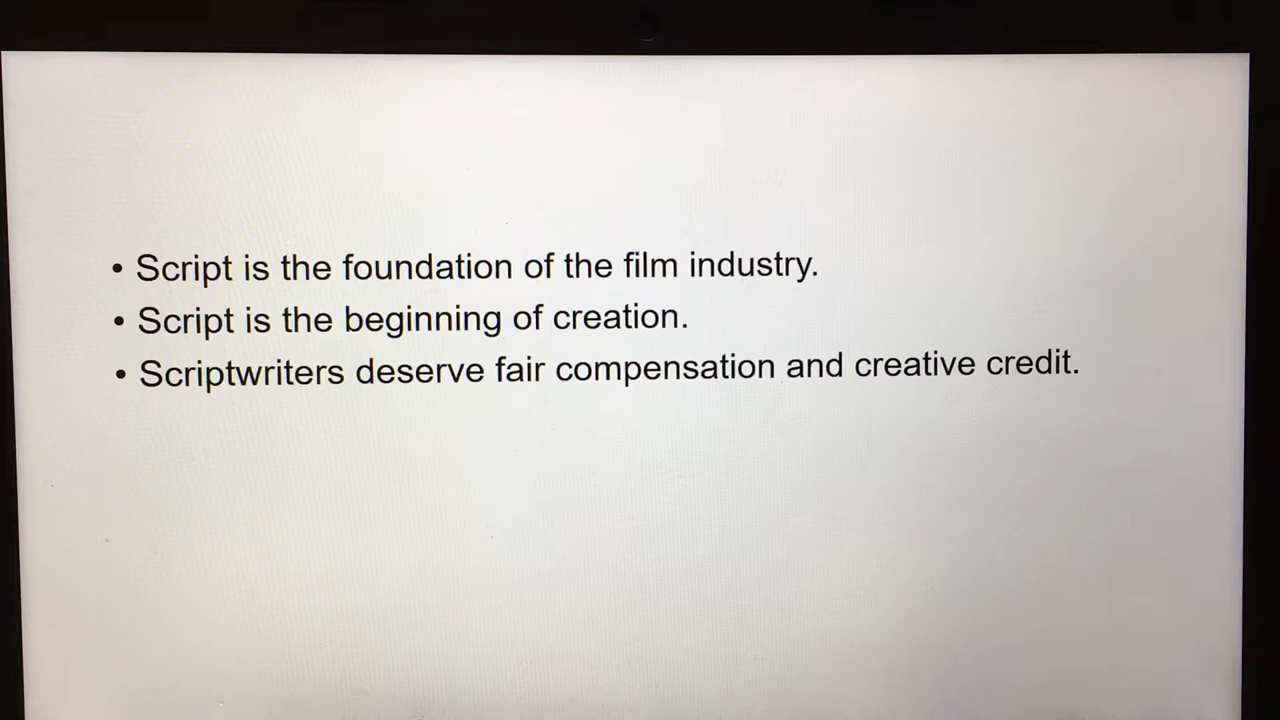 • Script is the foundation of the film industry.
• Script is the beginning of creation.
• Scriptwriters deserve fair compensation and creative credit.